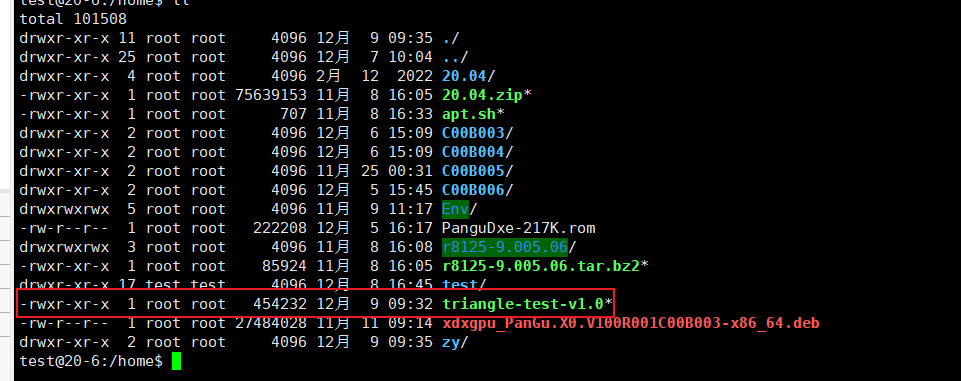 test@20-6:/home$ ll
total 101508
drwxr-xr-x 11 root root     4096 12月  9 09:35 ./
drwxr-xr-x 25 root root     4096 12月  7 10:04 ../
drwxr-xr-x  4 root root     4096 2月  12  2022 20.04/
-rwxr-xr-x  1 root root 75639153 11月  8 16:05 20.04.zip*
-rwxr-xr-x  1 root root      707 11月  8 16:33 apt.sh*
drwxr-xr-x  2 root root     4096 12月  6 15:09 C00B003/
drwxr-xr-x  2 root root     4096 12月  6 15:09 C00B004/
drwxr-xr-x  2 root root     4096 11月 25 00:31 C00B005/
drwxr-xr-x  2 root root     4096 12月  5 15:45 C00B006/
drwxrwxrwx  5 root root     4096 11月  9 11:17 Env/
-rw-r--r--  1 root root   222208 12月  5 16:17 PanguDxe-217K.rom
drwxrwxrwx  3 root root     4096 11月  8 16:08 r8125-9.005.06/
-rwxr-xr-x  1 root root    85924 11月  8 16:05 r8125-9.005.06.tar.bz2*
drwxr-xr-x 17 test test     4096 12月  8 16:45 test/
-rwxr-xr-x  1 root root   454232 12月  9 09:32 triangle-test-v1.0*
-rw-r--r--  1 root root 27484028 11月 11 09:14 xdxgpu_PanGu.X0.V100R001C00B003-x86_64.deb
drwxr-xr-x  2 root root     4096 12月  9 09:35 zy/
test@20-6:/home$